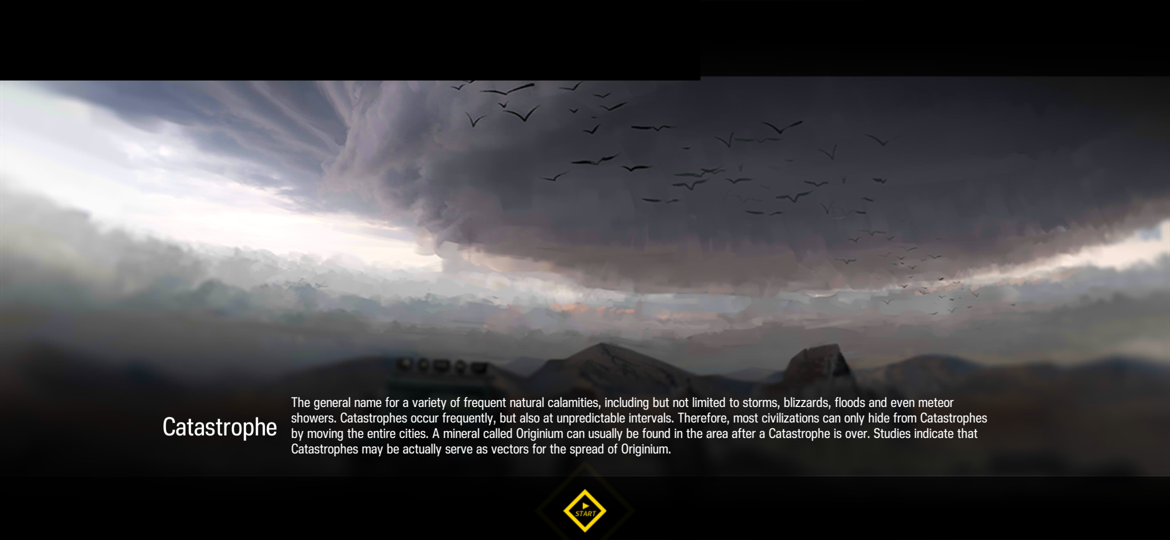 Catastrophe
The general name for a variety of frequent natural calamities, including but not limited to storms, blizzards, floods and even meteor
showers. Catastrophes occur frequently, but also at unpredictable intervals. Therefore, most civilizations can only hide from Catastrophes
by moving the entire cities. A mineral called Originium can usually be found in the area after a Catastrophe is over. Studies indicate that
Catastrophes may be actually serve as vectors for the spread of Originium.
START